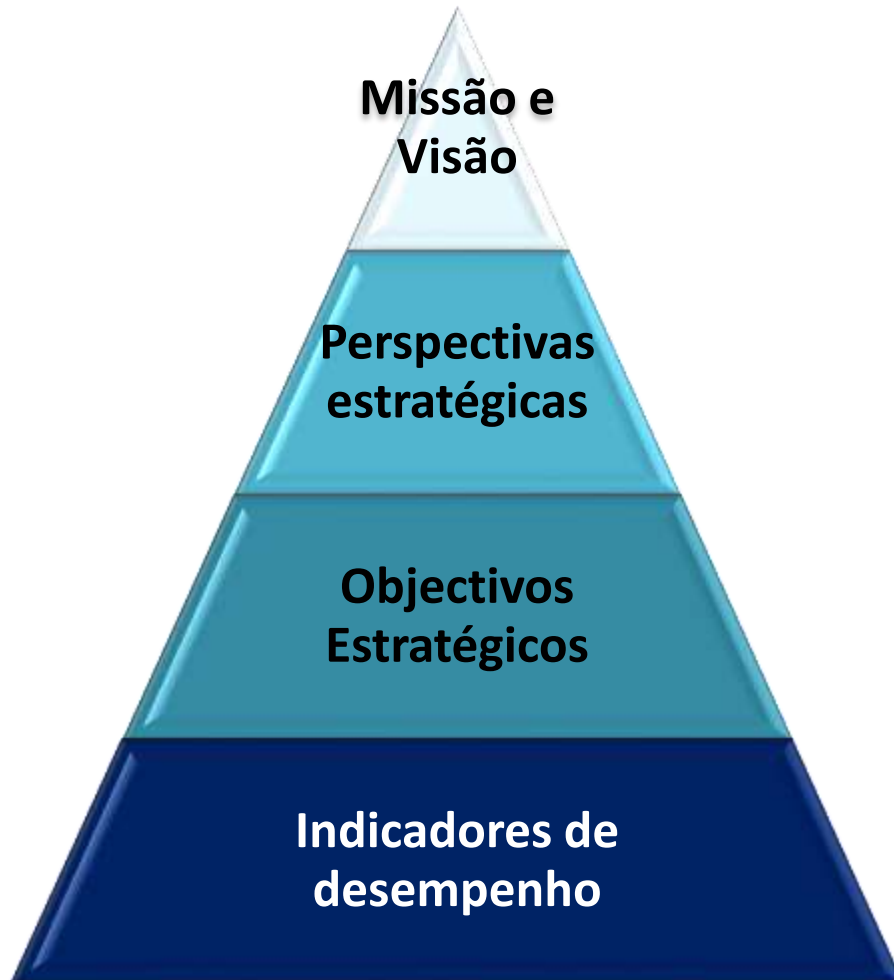 Missão e
Visão
Perspectivas
estratégicas
Objectivos
Estratégicos
Indicadores de
desempenho